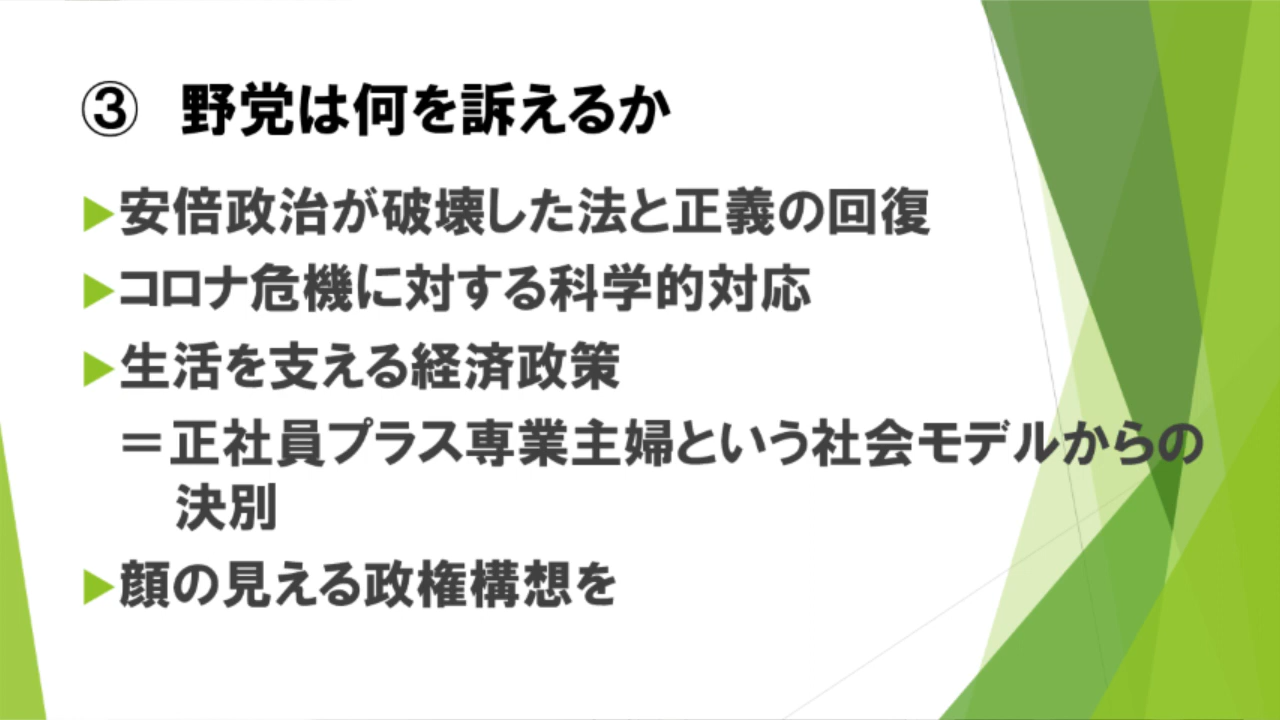 ③ 野党は何を訴えるか
安倍政治が破壊した法と正義の回復
コロナ危機に対する科学的対応
生活を支える経済政策
＝正社員プラス専業主婦という社会モデルからの
決別
顔の見える政権構想を